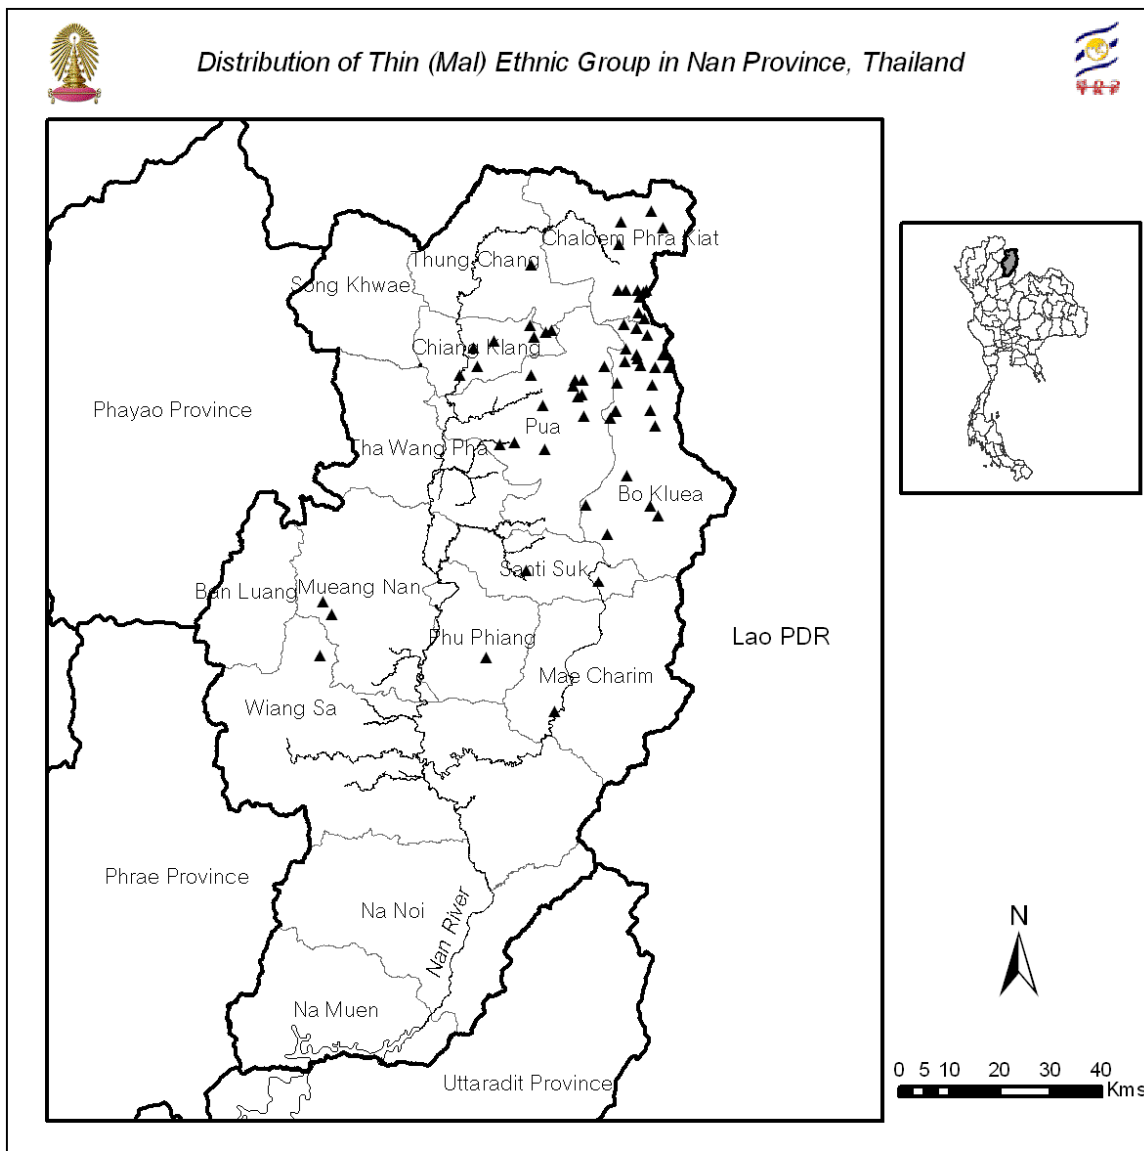 Distribution of Thin (Mal) Ethnic Group in Nan Province, Thailand
Chaloem Phra Kiat
Thung Chang
Song Khwae
Chiang Klang
Phayao Province
Pua
Tha Wang Pha
Bo Kluea
Santi Suk
Ban Luang
Mueang Nan
Phu Phiang
Lao PDR
Mae Charim
Wiang Sa
Phrae Province
Na Noi
Nan River
Na Muen
Uttaradit Province
N
0 5 10 20 30 40
Kms